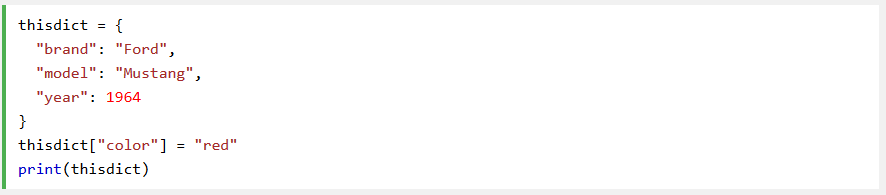 thisdict = {
  "brand": "Ford",
  "model": "Mustang",
  "year": 1964
}
thisdict["color"] = "red"
print(thisdict)